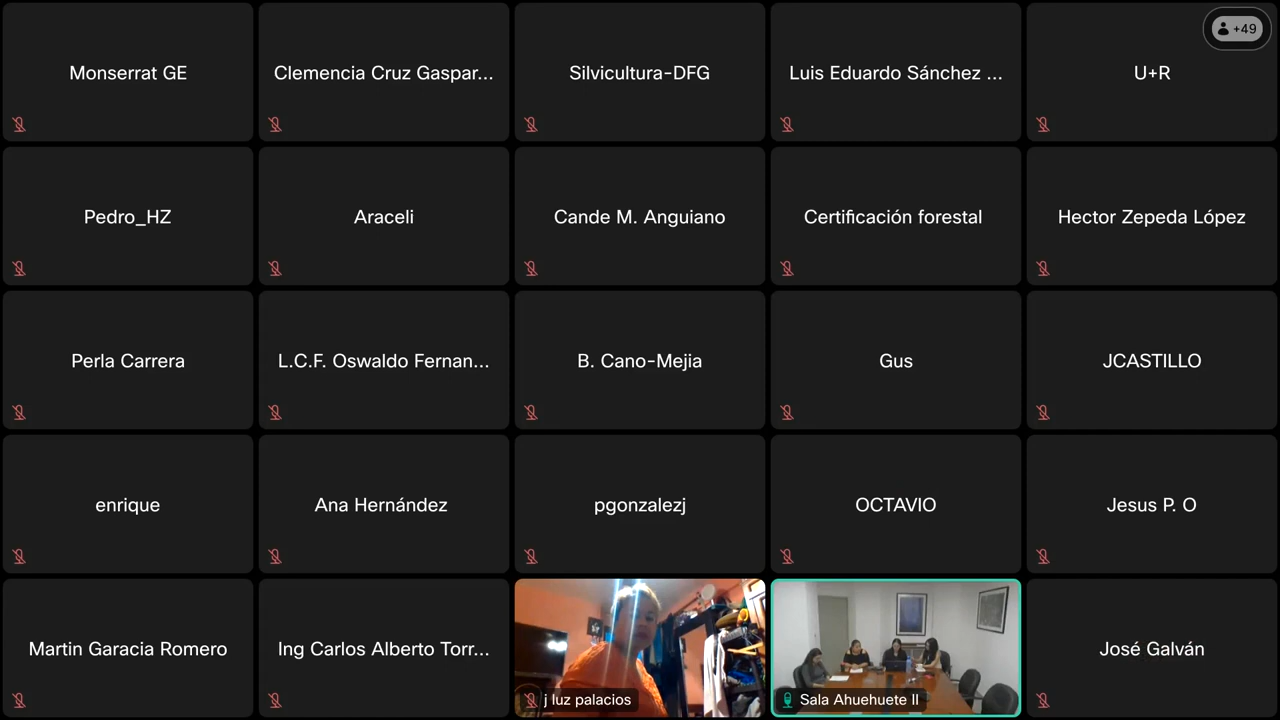 +49
Monserrat GE
Clemencia Cruz Gaspar...
Silvicultura-DFG
Luis Eduardo Sánchez ...
U+R
Pedro_HZ
Araceli
Cande M. Anguiano
Certificación forestal
Hector Zepeda López
Perla Carrera
L.C.F. Oswaldo Fernan...
B. Cano-Mejia
Gus
JCASTILLO
enrique
Ana Hernández
pgonzalezj
OCTAVIO
Jesus P. O
Martin Garacia Romero
Ing Carlos Alberto Torr...
j luz palacios
Sala Ahuehuete II
José Galván